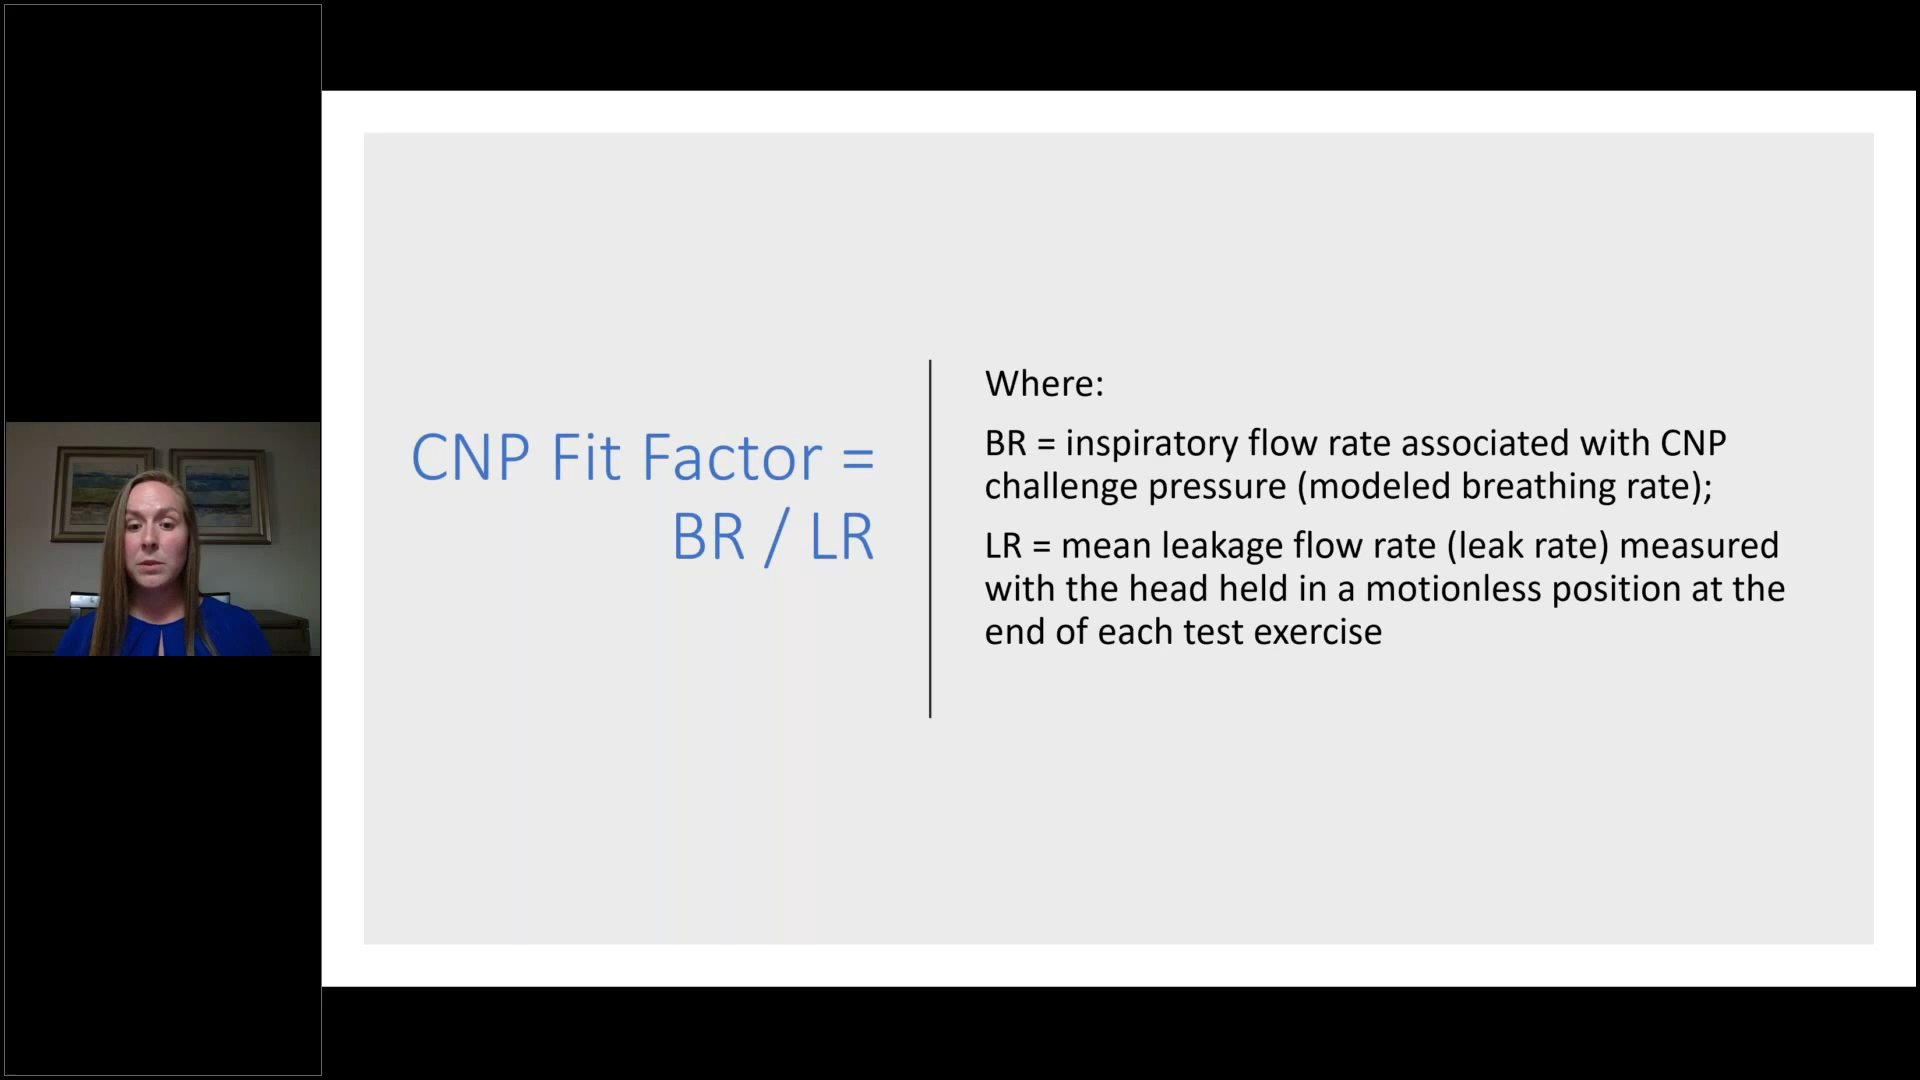 CNP Fit Factor =
BR / LR
Where:
BR = inspiratory flow rate associated with CNP
challenge pressure (modeled breathing rate);
LR = mean leakage flow rate (leak rate) measured
with the head held in a motionless position at the
end of each test exercise